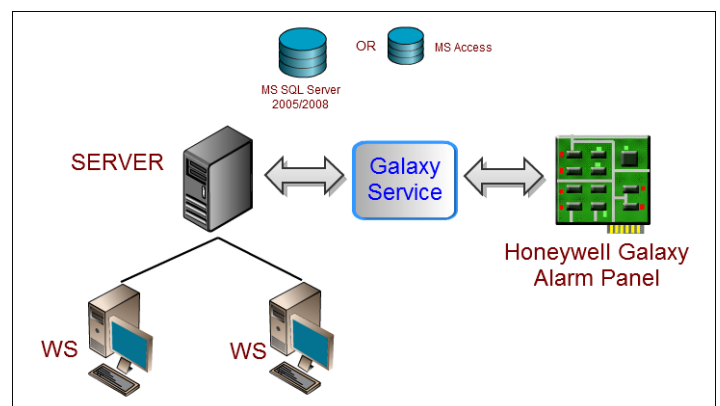 OR
MS Access
MS SQL Server
2005/2008
SERVER
Galaxy
Service
Honeywell Galaxy
Alarm Panel
WS
WS